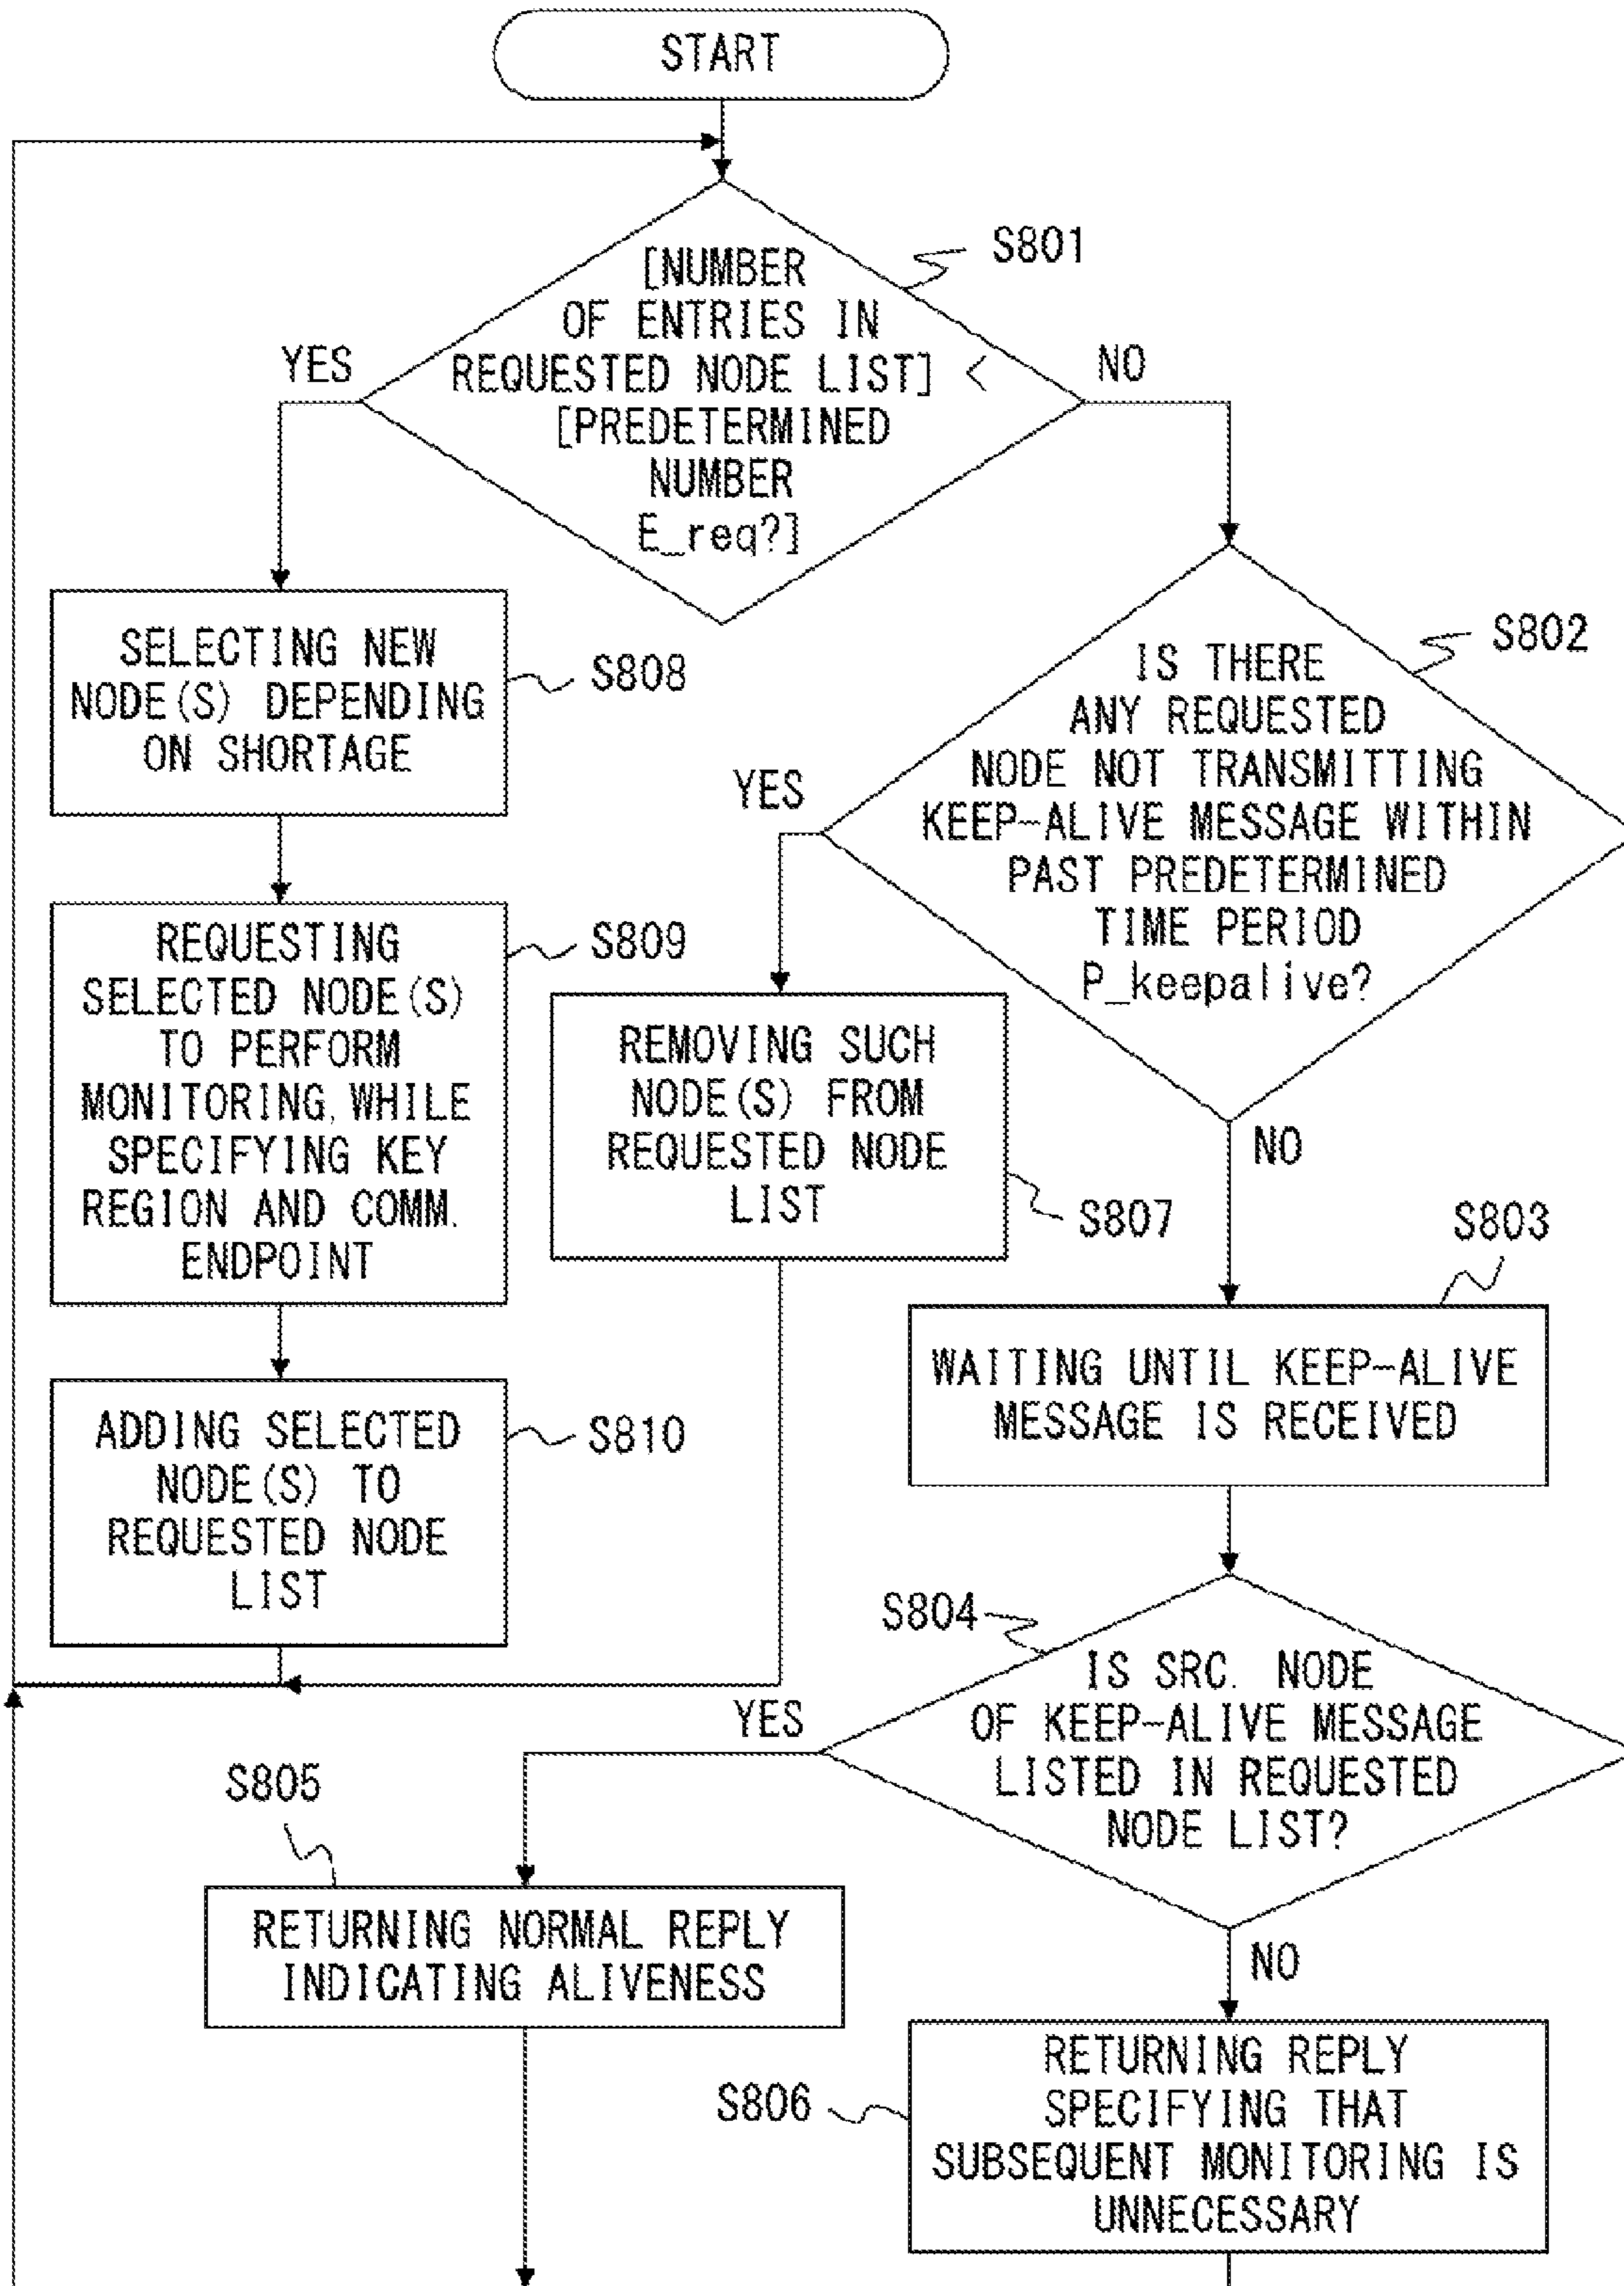 START
S801
[NUMBER
OF ENTRIES IN
REQUESTED NODE LIST] <
[PREDETERMINED
NUMBER
E_req?]
YES
NO
SELECTING NEW
NODE(S) DEPENDING
ON SHORTAGE
S808
S802
IS THERE
ANY REQUESTED
NODE NOT TRANSMITTING
KEEP-ALIVE MESSAGE WITHIN
PAST PREDETERMINED
TIME PERIOD
P_keepalive?
YES
NO
REQUESTING
SELECTED NODE(S)
TO PERFORM
MONITORING, WHILE
SPECIFYING KEY
REGION AND COMM.
ENDPOINT
S809
REMOVING SUCH
NODE(S) FROM
REQUESTED NODE
LIST
S807
S803
WAITING UNTIL KEEP-ALIVE
MESSAGE IS RECEIVED
ADDING SELECTED
NODE(S) TO
REQUESTED NODE
LIST
S810
S804
IS SRC. NODE
OF KEEP-ALIVE MESSAGE
LISTED IN REQUESTED
NODE LIST?
YES
NO
S805
RETURNING NORMAL REPLY
INDICATING ALIVENESS
S806
RETURNING REPLY
SPECIFYING THAT
SUBSEQUENT MONITORING IS
UNNECESSARY